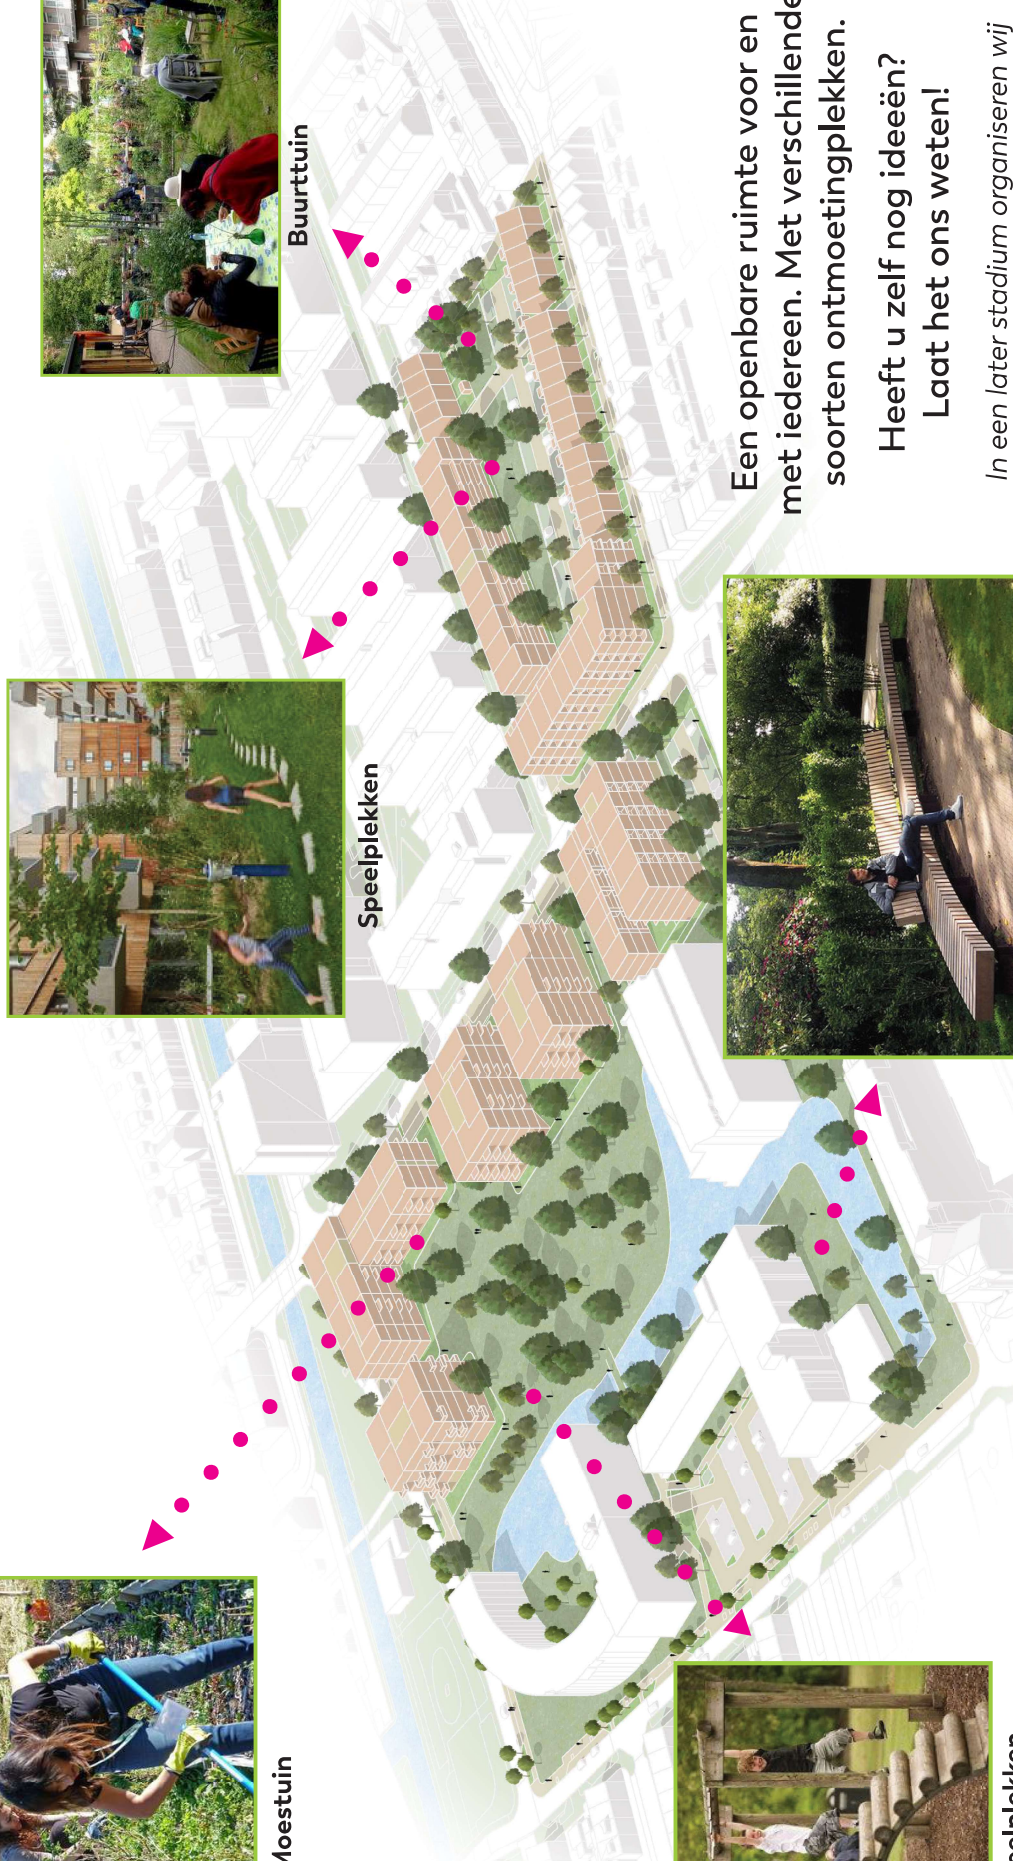 Moestuin
Speelplekken
Buurttuin
Een openbare ruimte voor en
met iedereen. Met verschillende
soorten ontmoetingplekken.
Heeft u zelf nog ideeën?
Laat het ons weten!
In een later stadium organiseren wij